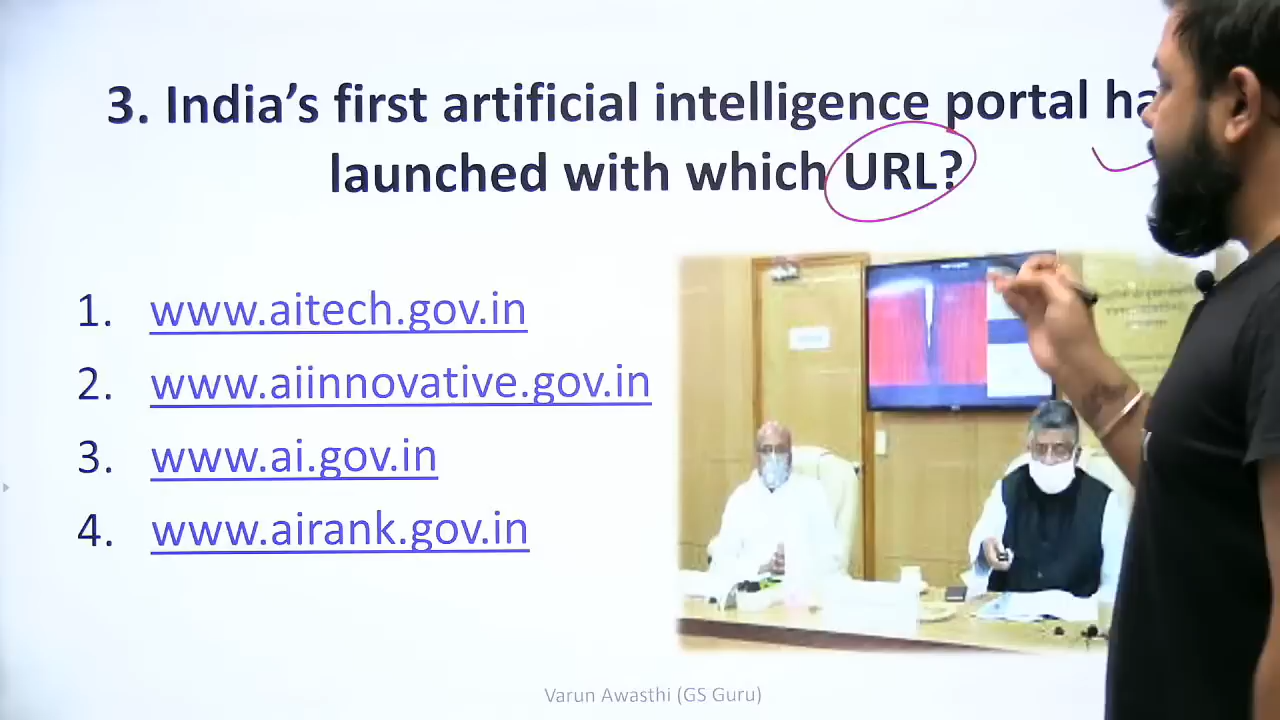 3. India's first artificial intelligence portal ha
launched with which URL?
1. www.aitech.gov.in
2. www.aiinnovative.gov.in
3. www.ai.gov.in
4. www.airank.gov.in
Varun Awasthi (GS Guru)